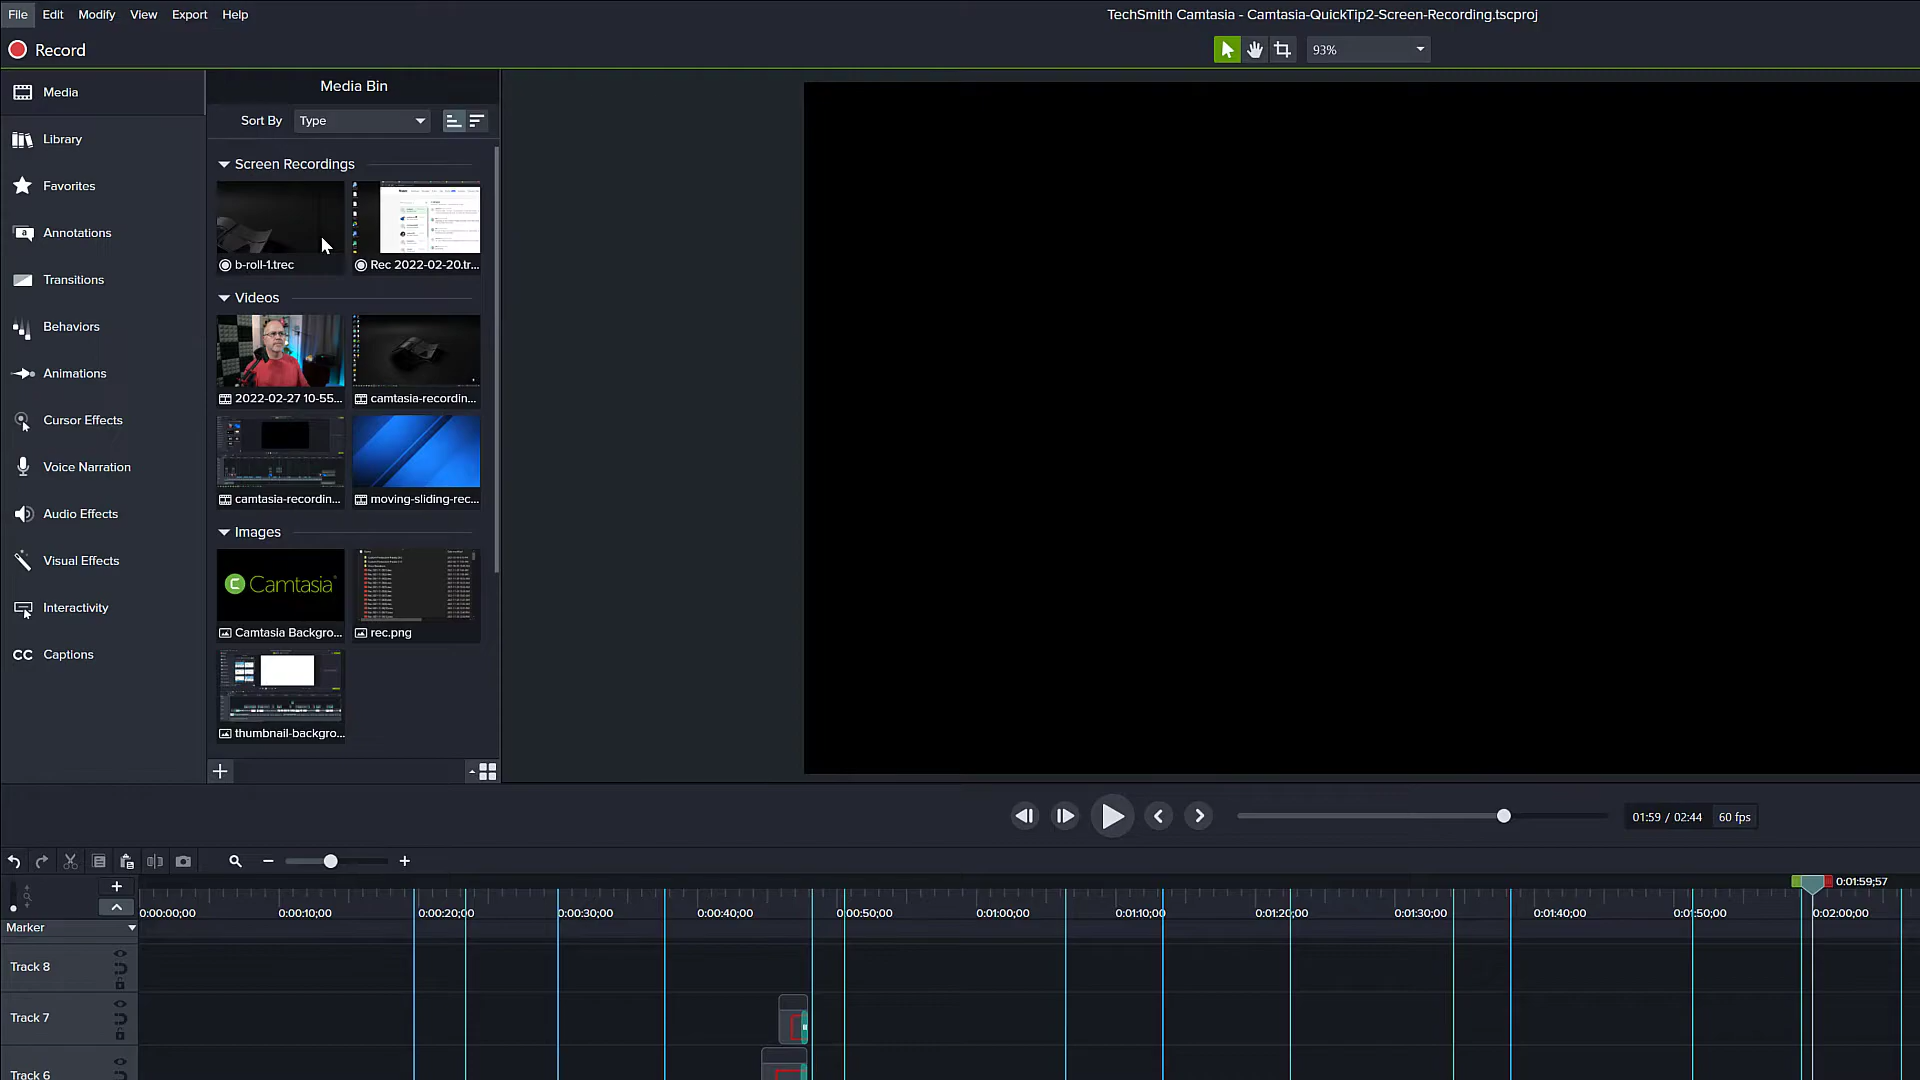 File Edit Modify View Export Help
TechSmith Camtasia - Camtasia-QuickTip2-Screen-Recording.tscproj
Record
93%
Media
Library
Favorites
Annotations
Transitions
Behaviors
Animations
Cursor Effects
Voice Narration
Audio Effects
Visual Effects
Interactivity
CC Captions
Media Bin
Sort By Type
Screen Recordings
b-roll-1.trec Rec 2022-02-20.tr...
Videos
2022-02-27 10-55... camtasia-recordin...
camtasia-recordin... moving-sliding-rec...
Images
Camtasia
Camtasia Backgro... rec.png
thumbnail-backgro...
01:59 / 02:44 60 fps
0:01:59;57
0:00:00;00 0:00:10;00 0:00:20;00 0:00:30;00 0:00:40;00 0:00:50;00 0:01:00;00 0:01:10;00 0:01:20;00 0:01:30;00 0:01:40;00 0:01:50;00 0:02:00;00
Marker
Track 8
Track 7
Track 6